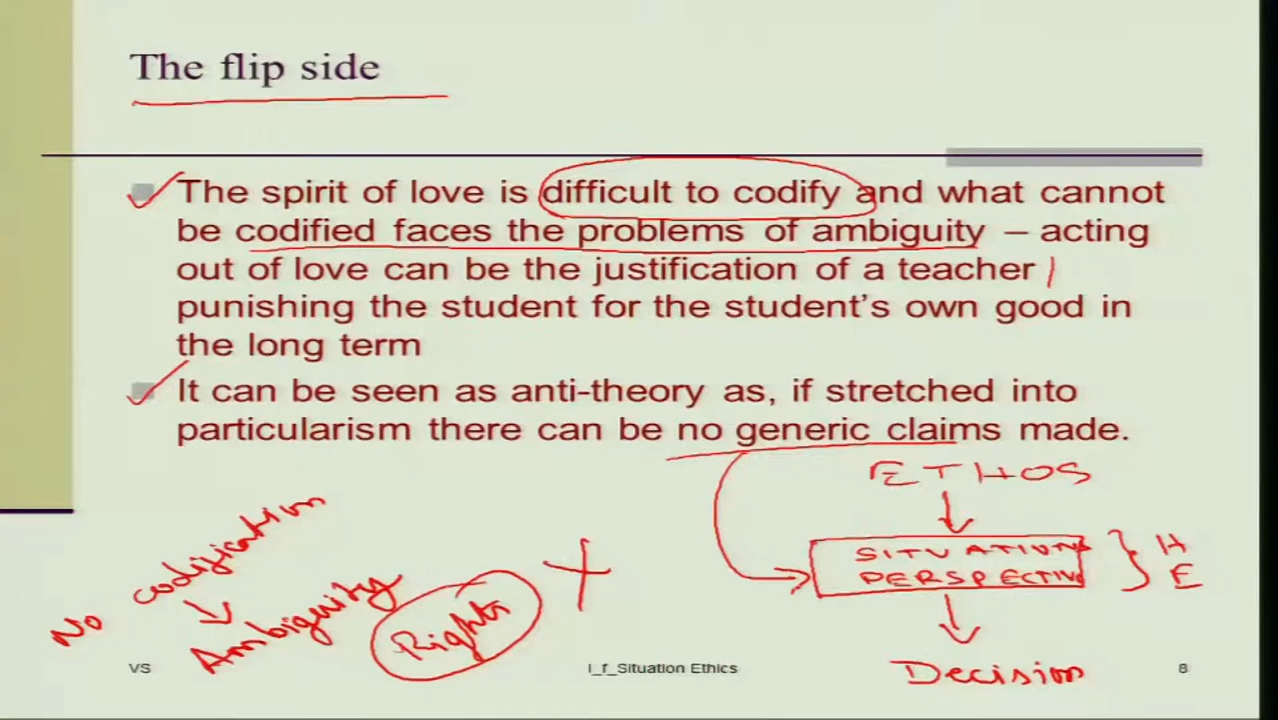 The flip side
The spirit of love is difficult to codify and what cannot
be codified faces the problems of ambiguity – acting
out of love can be the justification of a teacher
punishing the student for the student's own good in
the long term
It can be seen as anti-theory as, if stretched into
particularism there can be no generic claims made.
ETHOS
SITUATIONS
PERSPECTIVE
H
E
Decision
No codification
Ambiguity
Rights
VS
I_f_Situation Ethics
8